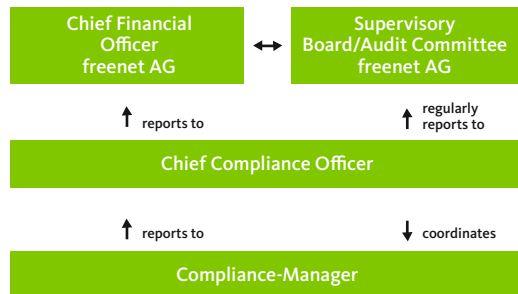 Chief Financial
Officer
freenet AG
Supervisory
Board/Audit Committee
freenet AG
reports to
regularly
reports to
Chief Compliance Officer
reports to
coordinates
Compliance-Manager